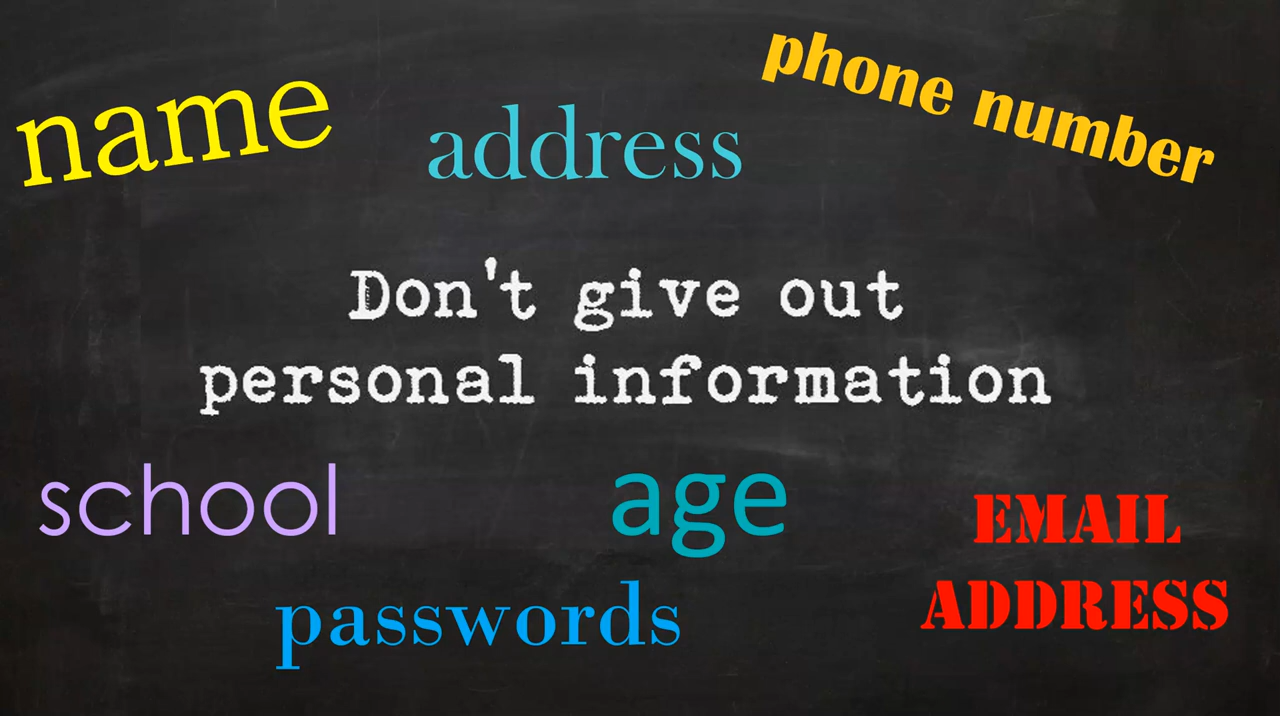 name
address
phone number
Don't give out
personal information
school
age
EMAIL
ADDRESS
passwords